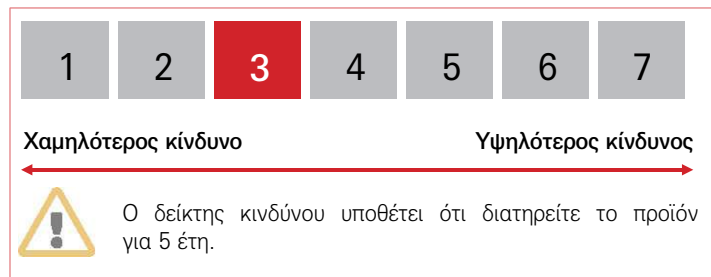 1 2 3 4 5 6 7
Χαμηλότερος κίνδυνο Υψηλότερος κίνδυνος
Ο δείκτης κινδύνου υποθέτει ότι διατηρείτε το προϊόν
για 5 έτη.